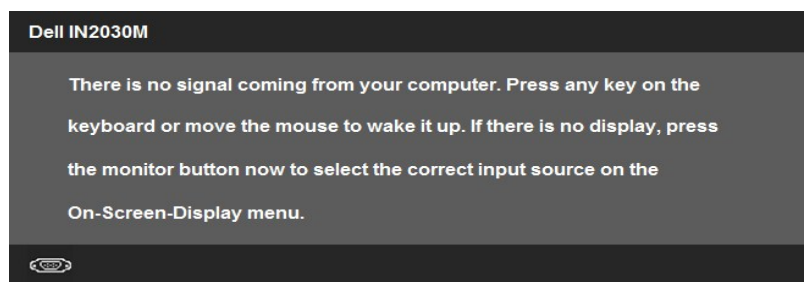 Dell IN2030M
There is no signal coming from your computer. Press any key on the
keyboard or move the mouse to wake it up. If there is no display, press
the monitor button now to select the correct input source on the
On-Screen-Display menu.